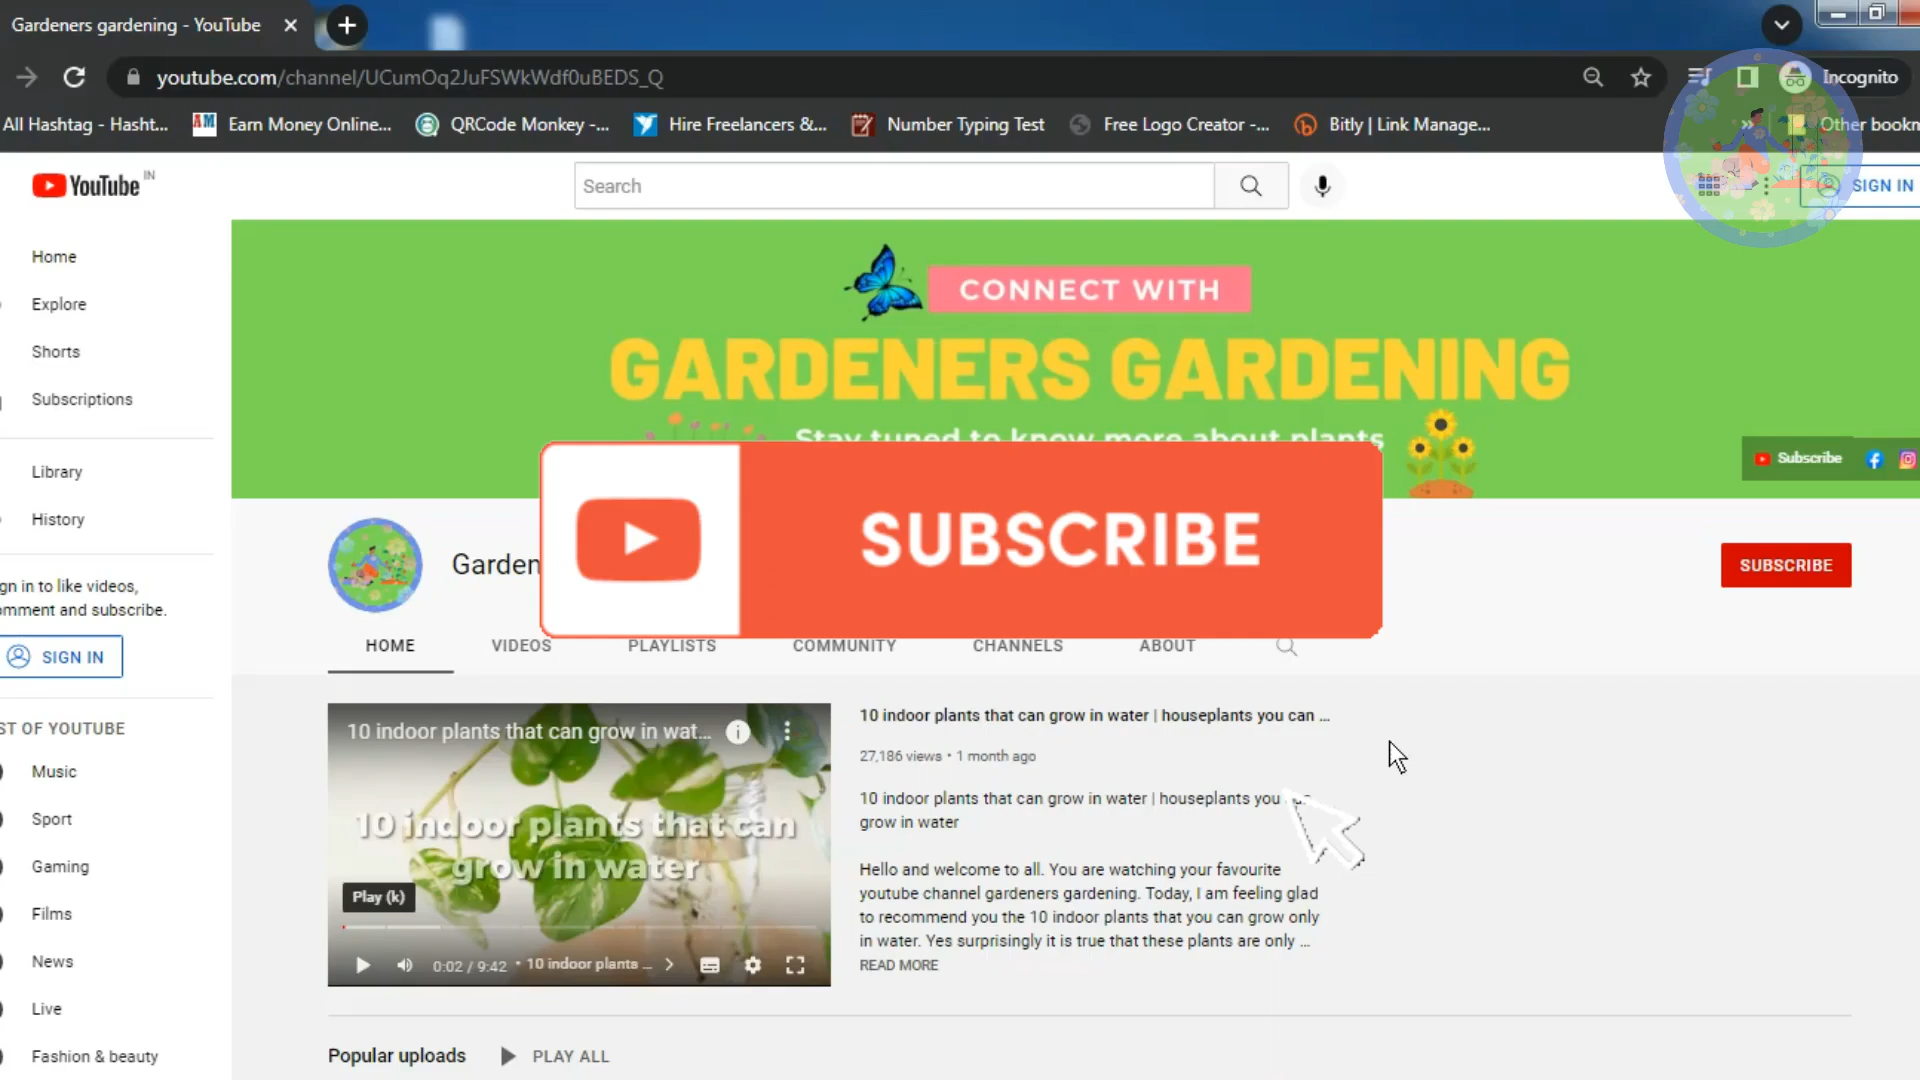 Gardeners gardening - YouTube
youtube.com/channel/UCumOq2JuFSWkWdf0uBEDS_Q
Incognito
All Hashtag - Hasht...
Earn Money Online...
QRCode Monkey -...
Hire Freelancers &...
Number Typing Test
Free Logo Creator -...
Bitly | Link Manage...
Other bookn
YouTube IN
Search
SIGN IN
Home
Explore
Shorts
Subscriptions
Library
History
gn in to like videos,
omment and subscribe.
SIGN IN
ST OF YOUTUBE
Music
Sport
Gaming
Films
News
Live
Fashion & beauty
CONNECT WITH
GARDENERS GARDENING
Stay tuned to know more about plants
Subscribe
Garden
SUBSCRIBE
SUBSCRIBE
HOME
VIDEOS
PLAYLISTS
COMMUNITY
CHANNELS
ABOUT
10 indoor plants that can grow in wat...
10 indoor plants that can
grow in water
Play (k)
0:02 / 9:42 • 10 indoor plants ...
10 indoor plants that can grow in water | houseplants you can ...
27,186 views • 1 month ago
10 indoor plants that can grow in water | houseplants you
grow in water
Hello and welcome to all. You are watching your favourite
youtube channel gardeners gardening. Today, I am feeling glad
to recommend you the 10 indoor plants that you can grow only
in water. Yes surprisingly it is true that these plants are only ...
READ MORE
Popular uploads
PLAY ALL